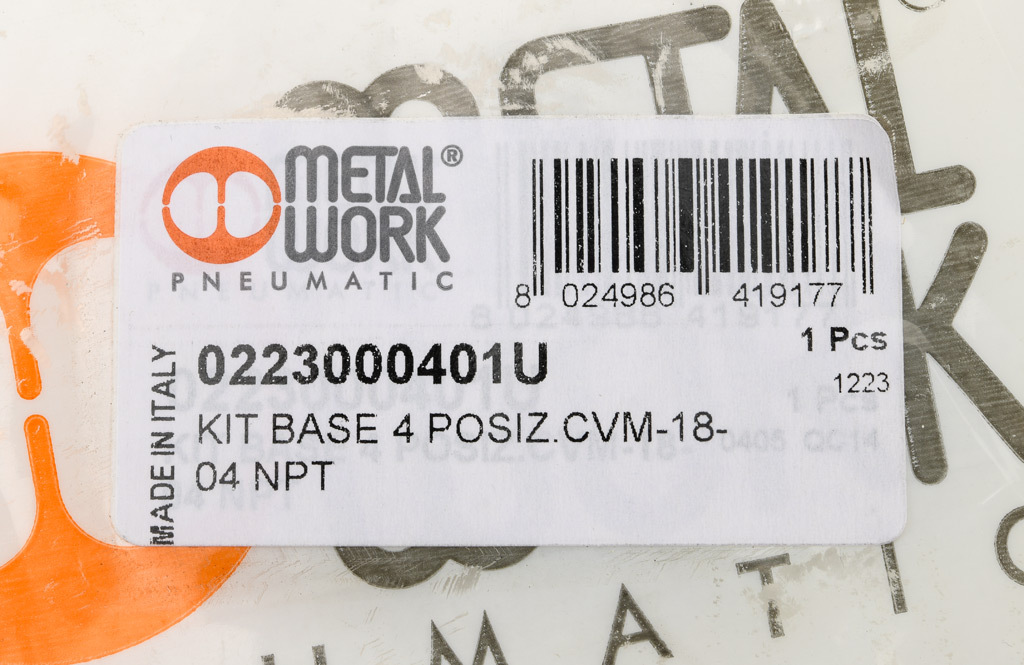 METAL®
WORK
PNEUMATIC
8 024986 419177
1 Pcs
0223000401U
1223
KIT BASE 4 POSIZ.CVM-18-
04 NPT
MADE IN ITALY